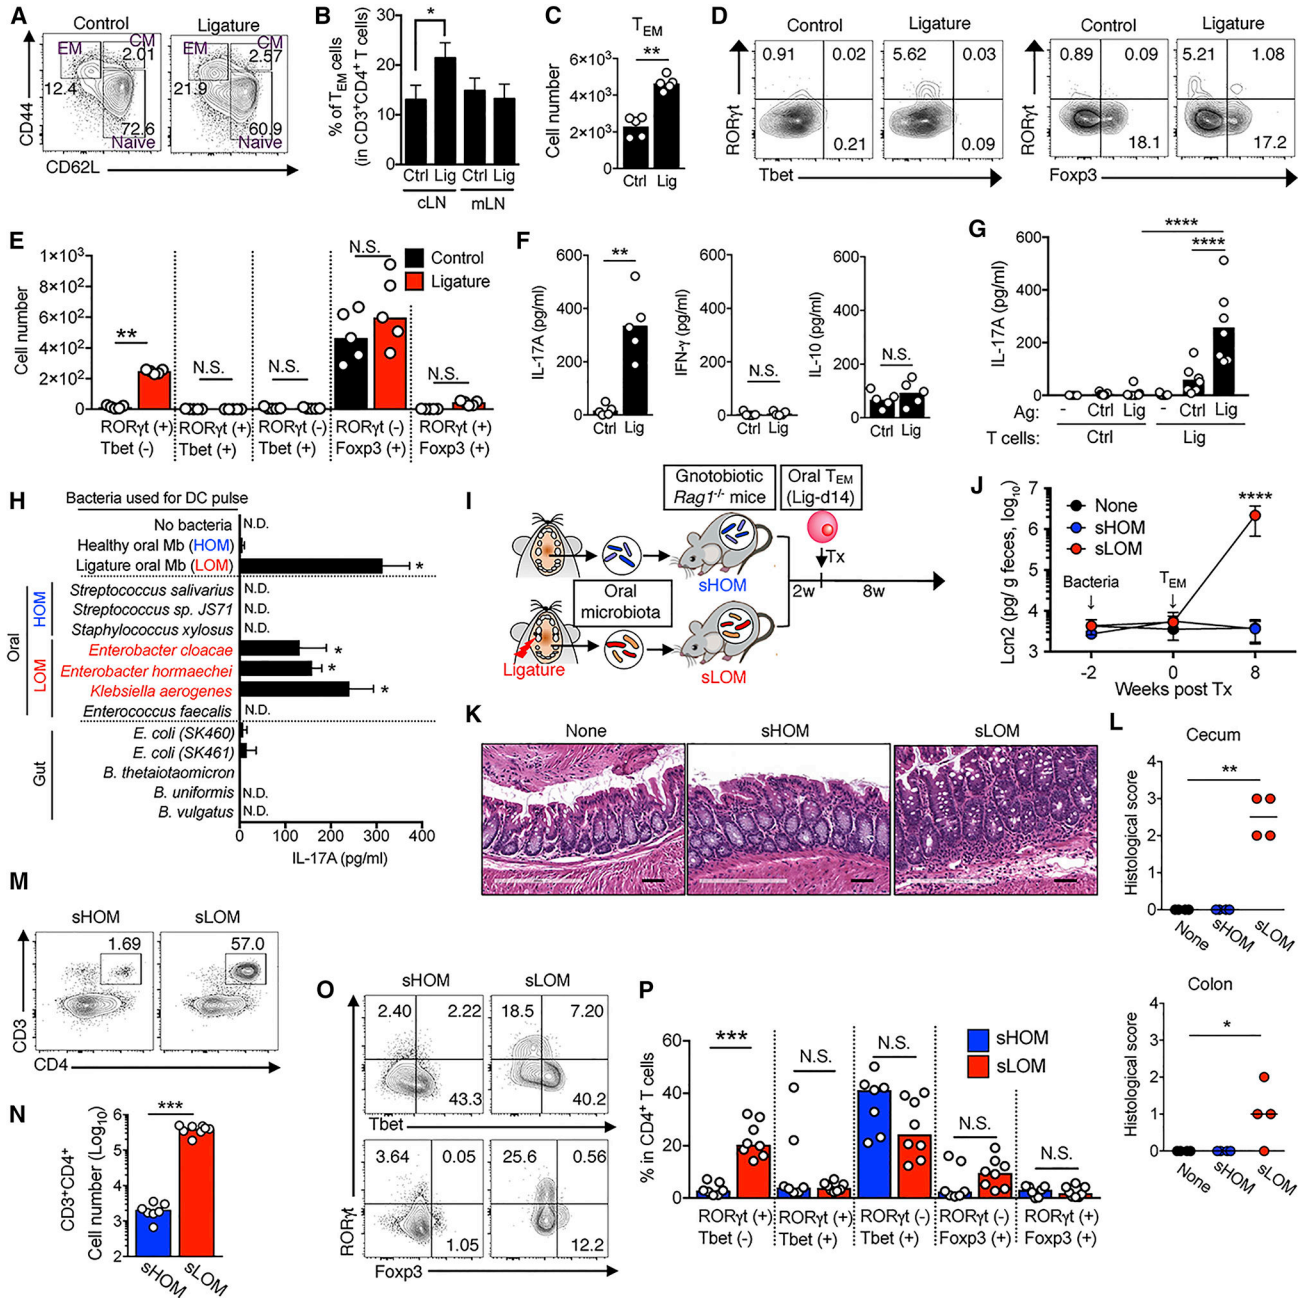 A
Control
Ligature
EM
CM
2.01
12.4
72.6
Naive
EM
CM
2.57
21.9
60.9
Naive
CD44
CD62L
B
% of TEM cells
(in CD3+CD4+ T cells)
30
20
10
0
*
Ctrl Lig Ctrl Lig
cLN mLN
C
TEM
**
Cell number
6×10³
2×10³
2×10³
0
Ctrl Lig
D
Control
Ligature
0.91 0.02
0.21
5.62 0.03
0.09
RORγt
Tbet
Control
Ligature
0.89 0.09
18.1
5.21 1.08
17.2
RORγt
Foxp3
E
Cell number
1×10³
8×10²
6×10²
4×10²
2×10²
0
**
N.S.
N.S.
N.S.
N.S.
Control
Ligature
RORγt (+) RORγt (+) RORγt (-) RORγt (-) RORγt (+)
Tbet (-) Tbet (+) Tbet (+) Foxp3 (+) Foxp3 (+)
F
IL-17A (pg/ml)
600
400
200
0
**
Ctrl Lig
IFN-γ (pg/ml)
600
400
200
0
N.S.
Ctrl Lig
IL-10 (pg/ml)
600
400
200
0
N.S.
Ctrl Lig
G
IL-17A (pg/ml)
600
400
200
0
****
****
Ag: - Ctrl Lig - Ctrl Lig
T cells: Ctrl Lig
H
Bacteria used for DC pulse
No bacteria N.D.
Healthy oral Mb (HOM)
Ligature oral Mb (LOM) *
Oral
HOM
Streptococcus salivarius N.D.
Streptococcus sp. JS71 N.D.
Staphylococcus xylosus N.D.
LOM
Enterobacter cloacae *
Enterobacter hormaechei *
Klebsiella aerogenes *
Enterococcus faecalis N.D.
Gut
E. coli (SK460)
E. coli (SK461)
B. thetaiotaomicron
B. uniformis N.D.
B. vulgatus N.D.
0 100 200 300 400
IL-17A (pg/ml)
I
Gnotobiotic
Rag1-/- mice
Oral TEM
(Lig-d14)
Tx
sHOM
2w 8w
Oral
microbiota
Ligature
sLOM
J
Lcn2 (pg/ g feces, log10)
7
6
5
4
3
None
sHOM
sLOM
****
Bacteria
TEM
-2 0 8
Weeks post Tx
K
None
sHOM
sLOM
L
Cecum
Histological score
4
3
2
1
0
**
None sHOM sLOM
Colon
Histological score
4
3
2
1
0
*
None sHOM sLOM
M
sHOM
sLOM
1.69
57.0
CD3
CD4
N
CD3+CD4+
Cell number (Log10)
6
5
4
3
2
***
sHOM sLOM
O
sHOM
sLOM
2.40 2.22
43.3
18.5 7.20
40.2
Tbet
3.64 0.05
1.05
25.6 0.56
12.2
RORγt
Foxp3
P
% in CD4+ T cells
60
40
20
0
***
N.S.
N.S.
N.S.
N.S.
sHOM
sLOM
RORγt (+) RORγt (+) RORγt (-) RORγt (-) RORγt (+)
Tbet (-) Tbet (+) Tbet (+) Foxp3 (+) Foxp3 (+)